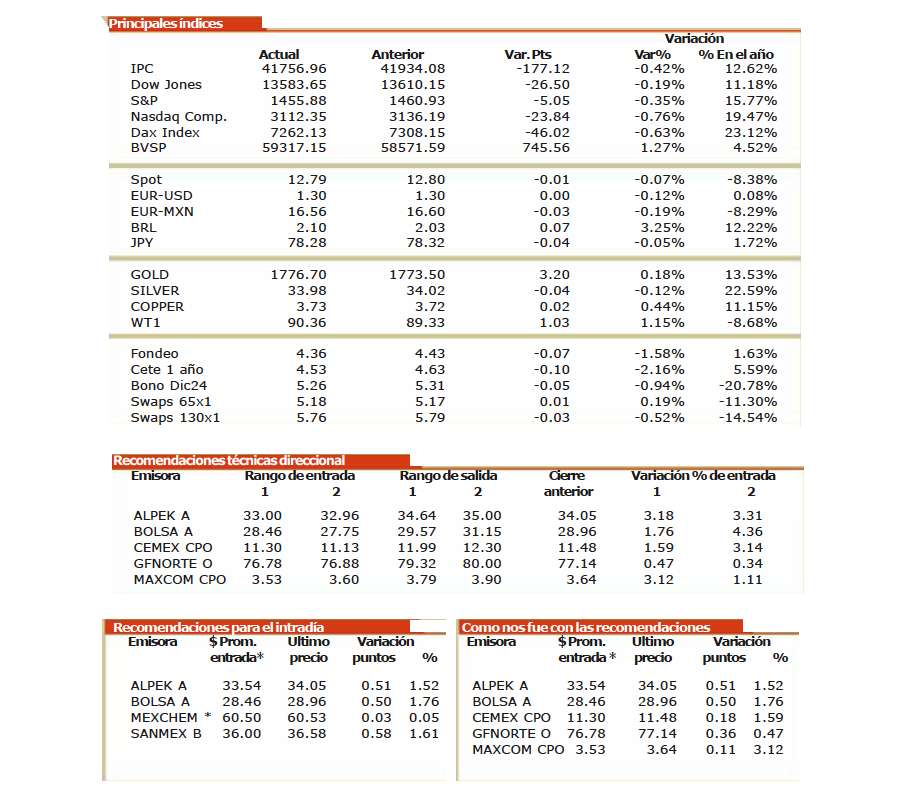 Principales índices
Variación
Actual Anterior Var. Pts Var% % En el año
IPC 41756.96 41934.08 -177.12 -0.42% 12.62%
Dow Jones 13583.65 13610.15 -26.50 -0.19% 11.18%
S&P 1455.88 1460.93 -5.05 -0.35% 15.77%
Nasdaq Comp. 3112.35 3136.19 -23.84 -0.76% 19.47%
Dax Index 7262.13 7308.15 -46.02 -0.63% 23.12%
BVSP 59317.15 58571.59 745.56 1.27% 4.52%
Spot 12.79 12.80 -0.01 -0.07% -8.38%
EUR-USD 1.30 1.30 0.00 -0.12% 0.08%
EUR-MXN 16.56 16.60 -0.03 -0.19% -8.29%
BRL 2.10 2.03 0.07 3.25% 12.22%
JPY 78.28 78.32 -0.04 -0.05% 1.72%
GOLD 1776.70 1773.50 3.20 0.18% 13.53%
SILVER 33.98 34.02 -0.04 -0.12% 22.59%
COPPER 3.73 3.72 0.02 0.44% 11.15%
WT1 90.36 89.33 1.03 1.15% -8.68%
Fondeo 4.36 4.43 -0.07 -1.58% 1.63%
Cete 1 año 4.53 4.63 -0.10 -2.16% 5.59%
Bono Dic24 5.26 5.31 -0.05 -0.94% -20.78%
Swaps 65x1 5.18 5.17 0.01 0.19% -11.30%
Swaps 130x1 5.76 5.79 -0.03 -0.52% -14.54%
Recomendaciones técnicas direccional
Emisora Rango de entrada Rango de salida Cierre Variación % de entrada
1 2 1 2 anterior 1 2
ALPEK A 33.00 32.96 34.64 35.00 34.05 3.18 3.31
BOLSA A 28.46 27.75 29.57 31.15 28.96 1.76 4.36
CEMEX CPO 11.30 11.13 11.99 12.30 11.48 1.59 3.14
GFNORTE O 76.78 76.88 79.32 80.00 77.14 0.47 0.34
MAXCOM CPO 3.53 3.60 3.79 3.90 3.64 3.12 1.11
Recomendaciones para el intradía
Emisora $ Prom. Ultimo Variación
entrada* precio puntos %
ALPEK A 33.54 34.05 0.51 1.52
BOLSA A 28.46 28.96 0.50 1.76
MEXCHEM * 60.50 60.53 0.03 0.05
SANMEX B 36.00 36.58 0.58 1.61
Como nos fue con las recomendaciones
Emisora $ Prom. Ultimo Variación
entrada * precio puntos %
ALPEK A 33.54 34.05 0.51 1.52
BOLSA A 28.46 28.96 0.50 1.76
CEMEX CPO 11.30 11.48 0.18 1.59
GFNORTE O 76.78 77.14 0.36 0.47
MAXCOM CPO 3.53 3.64 0.11 3.12